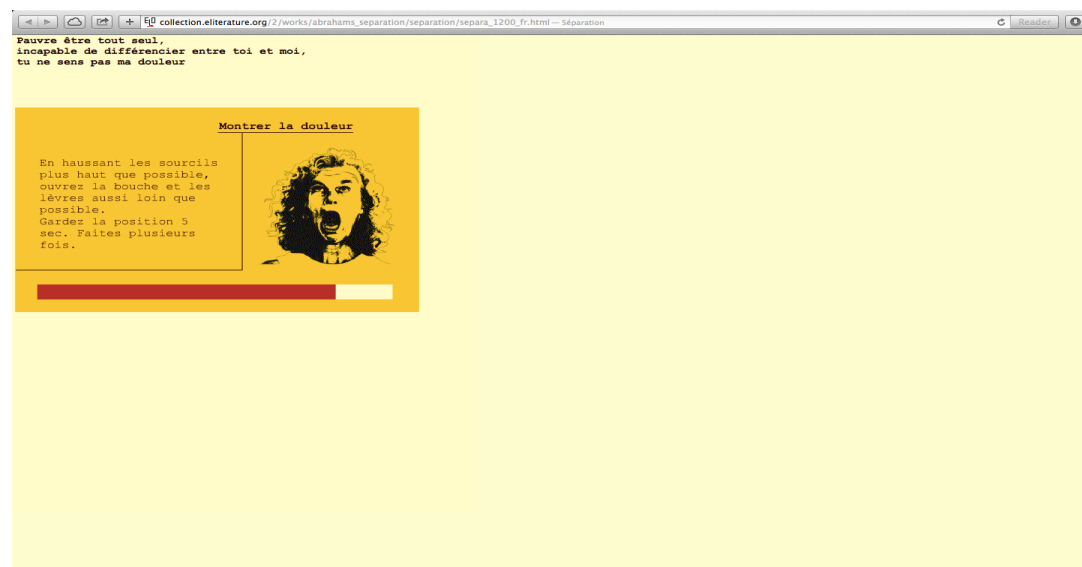 collection.eliterature.org/2/works/abrahams_separation/separation/separa_1200_fr.html — Séparation
Reader
Pauvre être tout seul,
incapable de différencier entre toi et moi,
tu ne sens pas ma douleur
Montrer la douleur
En haussant les sourcils
plus haut que possible,
ouvrez la bouche et les
lèvres aussi loin que
possible.
Gardez la position 5
sec. Faites plusieurs
fois.